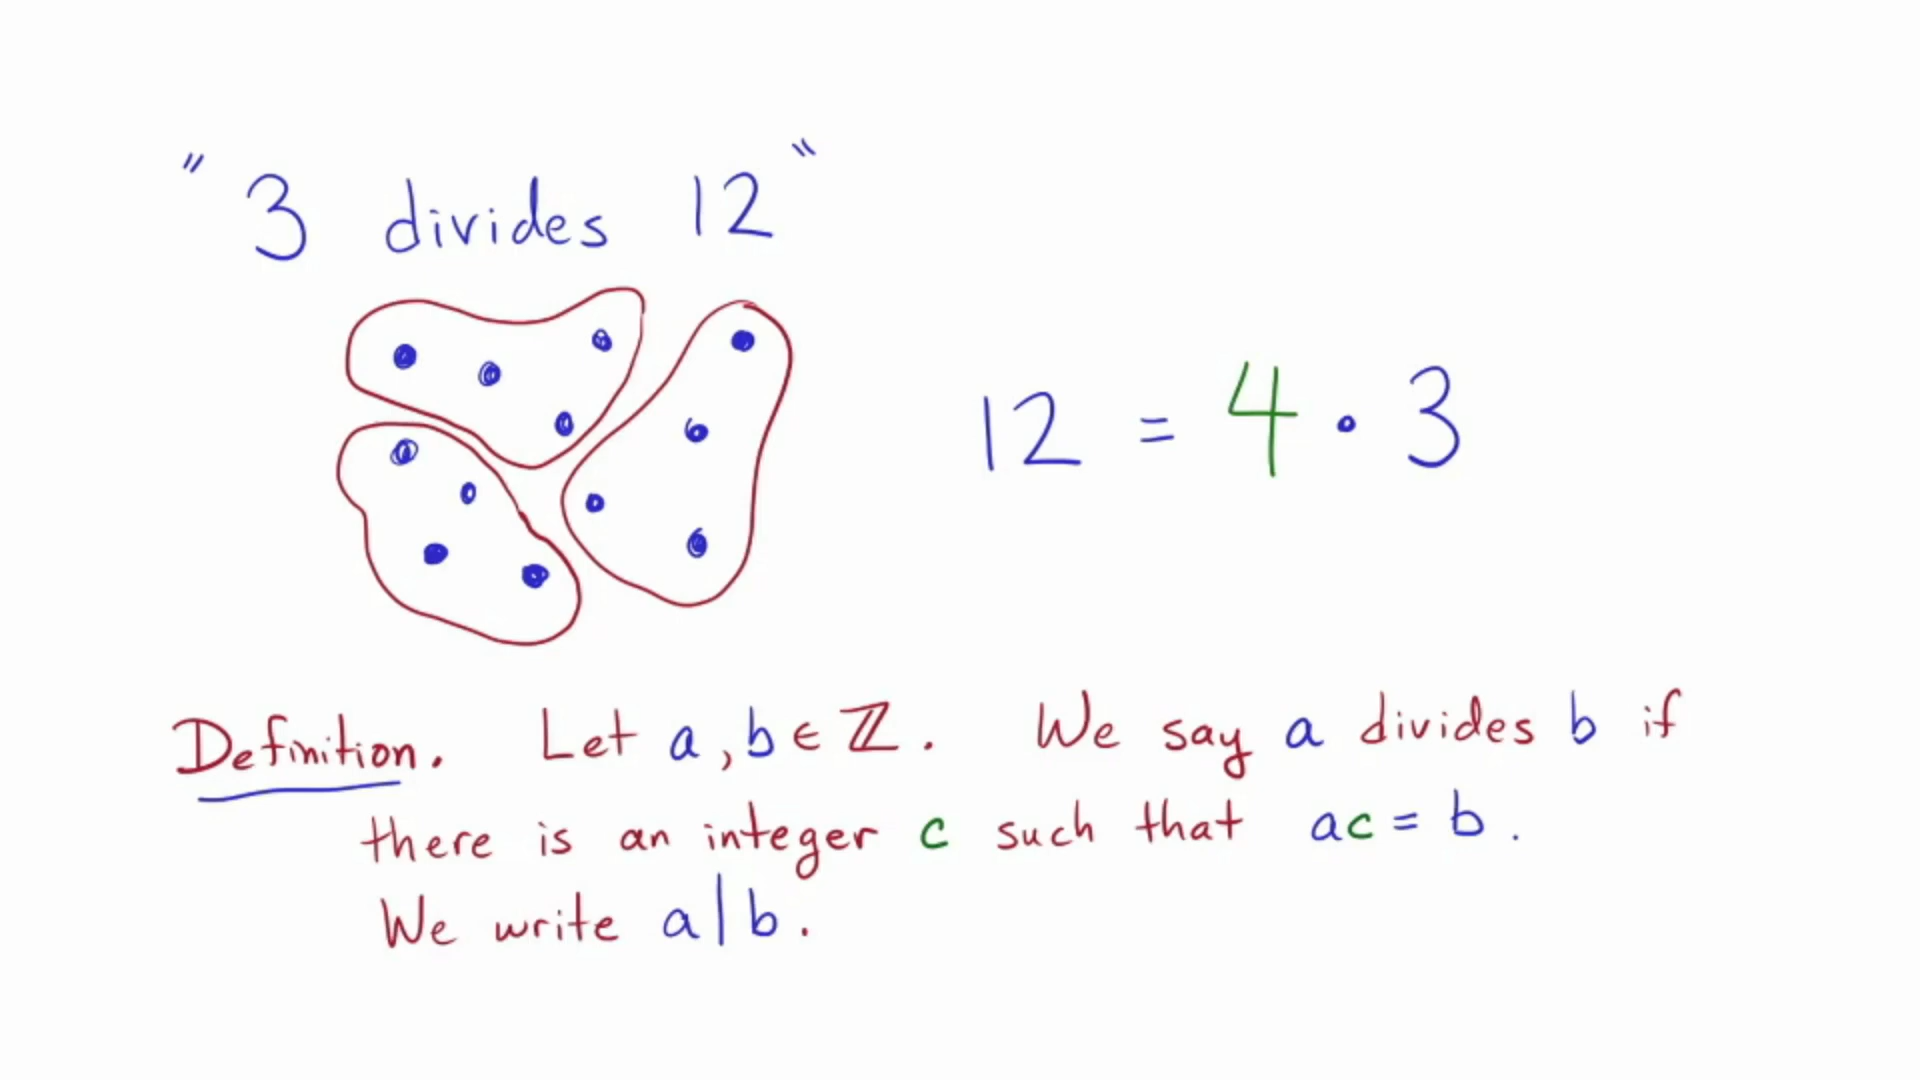 "3 divides 12"
12 = 4 · 3
Definition. Let a, b ∈ ℤ. We say a divides b if
there is an integer c such that ac = b.
We write a|b.